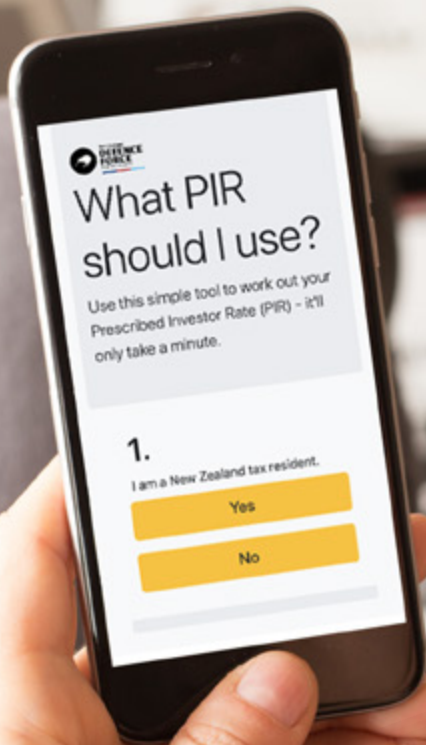 DEFENCE
FORCE
What PIR
should I use?
Use this simple tool to work out your
Prescribed Investor Rate (PIR) – it'll
only take a minute.
1.
I am a New Zealand tax resident.
Yes
No